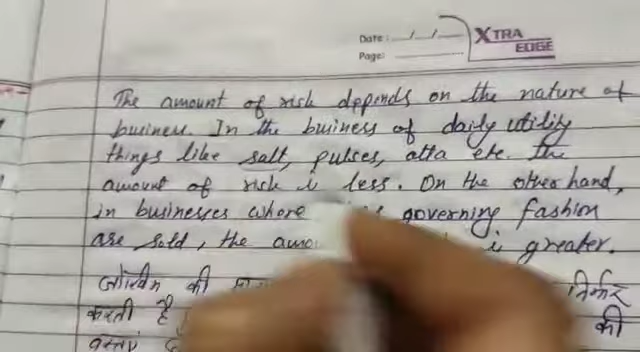 Date: / /
Page:
XTRA EDGE
The amount of risk depends on the nature of
business. In the business of daily utility
things like salt, pulses, atta etc. the
amount of risk is less. On the other hand,
in businesses where governing fashion
are sold, the is greater.
जोखिम की निर्भर
करती है की